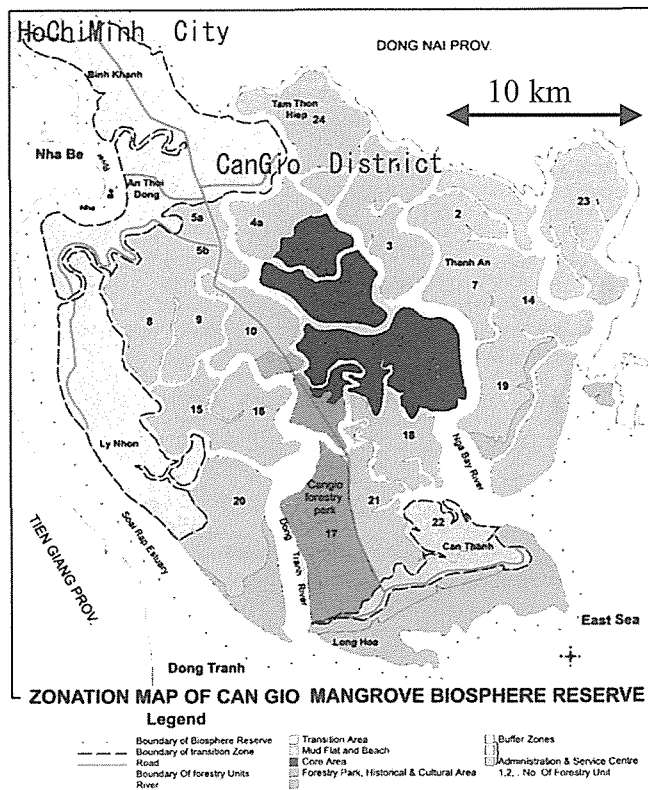 HoChiMinh City
DONG NAI PROV.
Binh Khanh
Tam Thon
Hiep 24
10 km
Nha Be
CanGio District
An Thoi
Dong
Nha Be River
23
5a
4a
2
3
5b
Thanh An
7
14
8
9
10
19
15
16
18
Ly Nhon
Nga Bay River
20
Cangio
forestry
park
21
17
22
Can Thanh
Soai Rap Estuary
Dong Tranh River
TIEN GIANG PROV.
East Sea
Long Hoa
Dong Tranh
ZONATION MAP OF CAN GIO MANGROVE BIOSPHERE RESERVE
Legend
Boundary of Biosphere Reserve
Boundary of transition Zone
Road
Boundary Of forestry Units
River
Transition Area
Mud Flat and Beach
Core Area
Forestry Park, Historical & Cultural Area
Buffer Zones
Administration & Service Centre
1,2, . No Of Forestry Unit